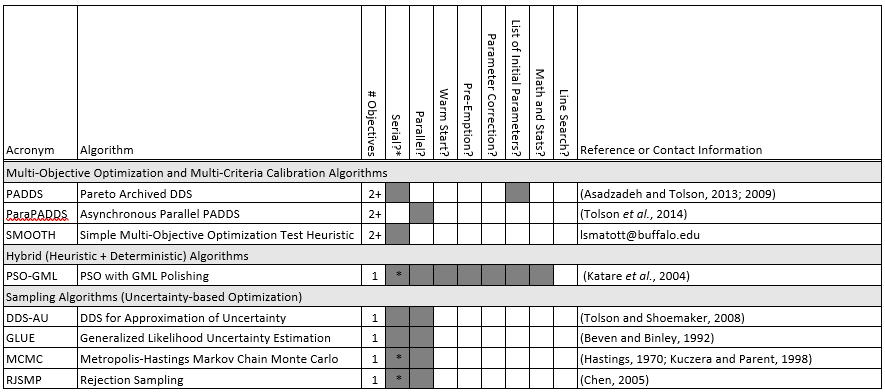 Acronym Algorithm # Objectives Serial?* Parallel? Warm Start? Pre-Emption? Parameter Correction? List of Initial Parameters? Math and Stats? Line Search? Reference or Contact Information
Multi-Objective Optimization and Multi-Criteria Calibration Algorithms
PADDS Pareto Archived DDS 2+ (Asadzadeh and Tolson, 2013; 2009)
ParaPADDS Asynchronous Parallel PADDS 2+ (Tolson et al., 2014)
SMOOTH Simple Multi-Objective Optimization Test Heuristic 2+ lsmatott@buffalo.edu
Hybrid (Heuristic + Deterministic) Algorithms
PSO-GML PSO with GML Polishing 1 * (Katare et al., 2004)
Sampling Algorithms (Uncertainty-based Optimization)
DDS-AU DDS for Approximation of Uncertainty 1 (Tolson and Shoemaker, 2008)
GLUE Generalized Likelihood Uncertainty Estimation 1 (Beven and Binley, 1992)
MCMC Metropolis-Hastings Markov Chain Monte Carlo 1 * (Hastings, 1970; Kuczera and Parent, 1998)
RJSMP Rejection Sampling 1 * (Chen, 2005)